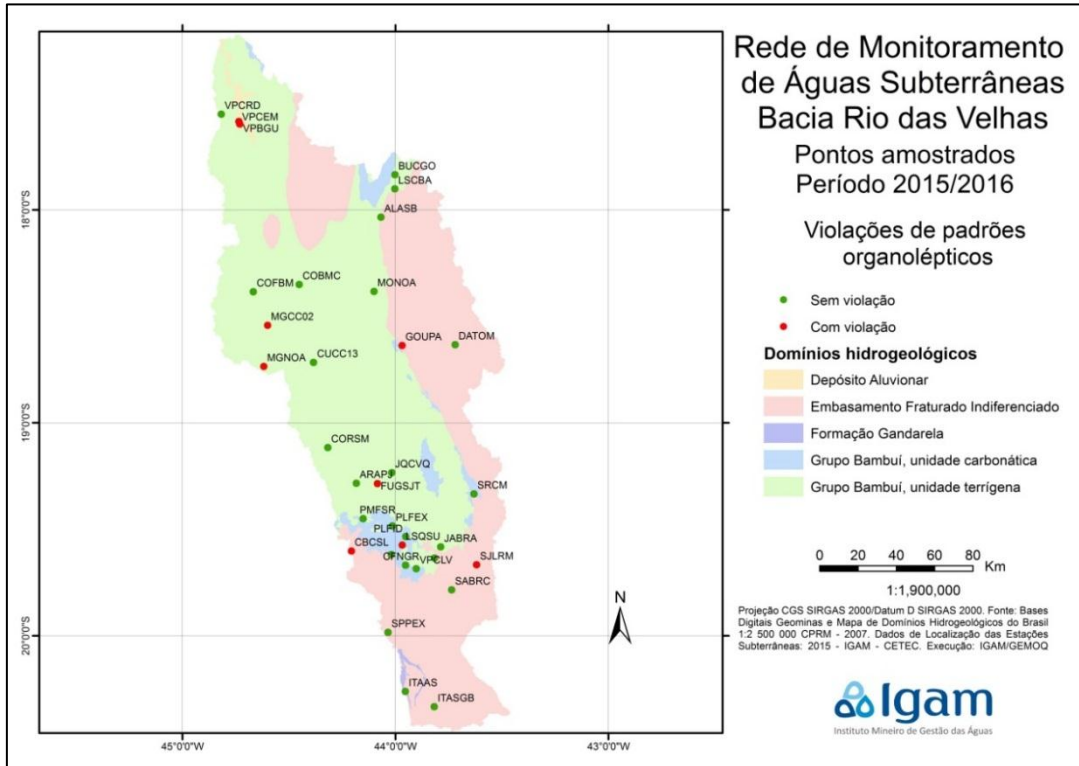 Rede de Monitoramento
de Águas Subterrâneas
Bacia Rio das Velhas
Pontos amostrados
Período 2015/2016
Violações de padrões
organolépticos
Sem violação
Com violação
Domínios hidrogeológicos
Depósito Aluvionar
Embasamento Fraturado Indiferenciado
Formação Gandarela
Grupo Bambuí, unidade carbonática
Grupo Bambuí, unidade terrígena
0 20 40 60 80
Km
1:1,900,000
Projeção CGS SIRGAS 2000/Datum D SIRGAS 2000. Fonte: Bases
Digitais Geominas e Mapa de Domínios Hidrogeológicos do Brasil
1:2 500 000 CPRM - 2007. Dados de Localização das Estações
Subterrâneas: 2015 - IGAM - CETEC. Execução: IGAM/GEMOQ
Igam
Instituto Mineiro de Gestão das Águas
N
VPCRD
VPCEM
VPBGU
BUCGO
LSCBA
ALASB
COFBM
COBMC
MONOA
MGCC02
GOUPA
DATOM
MGNOA
CUCC13
CORSM
JQCVQ
FUGSJT
SRCM
PMFSR
PLFEX
LSQSU
JABRA
CBCSL
VPCLV
SJLRM
SABRC
SPPEX
ITAAS
ITASGB
18°0'0"S
19°0'0"S
20°0'0"S
45°0'0"W
44°0'0"W
43°0'0"W